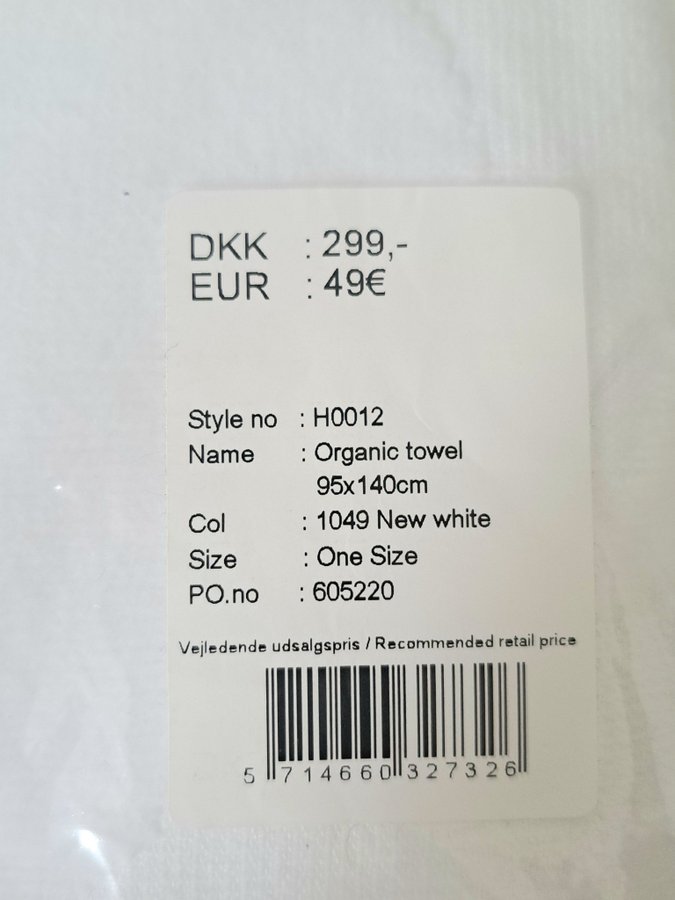 DKK : 299,-
EUR : 49€
Style no : H0012
Name : Organic towel
95x140cm
Col : 1049 New white
Size : One Size
PO.no : 605220
Vejledende udsalgspris / Recommended retail price
5 714660 327326